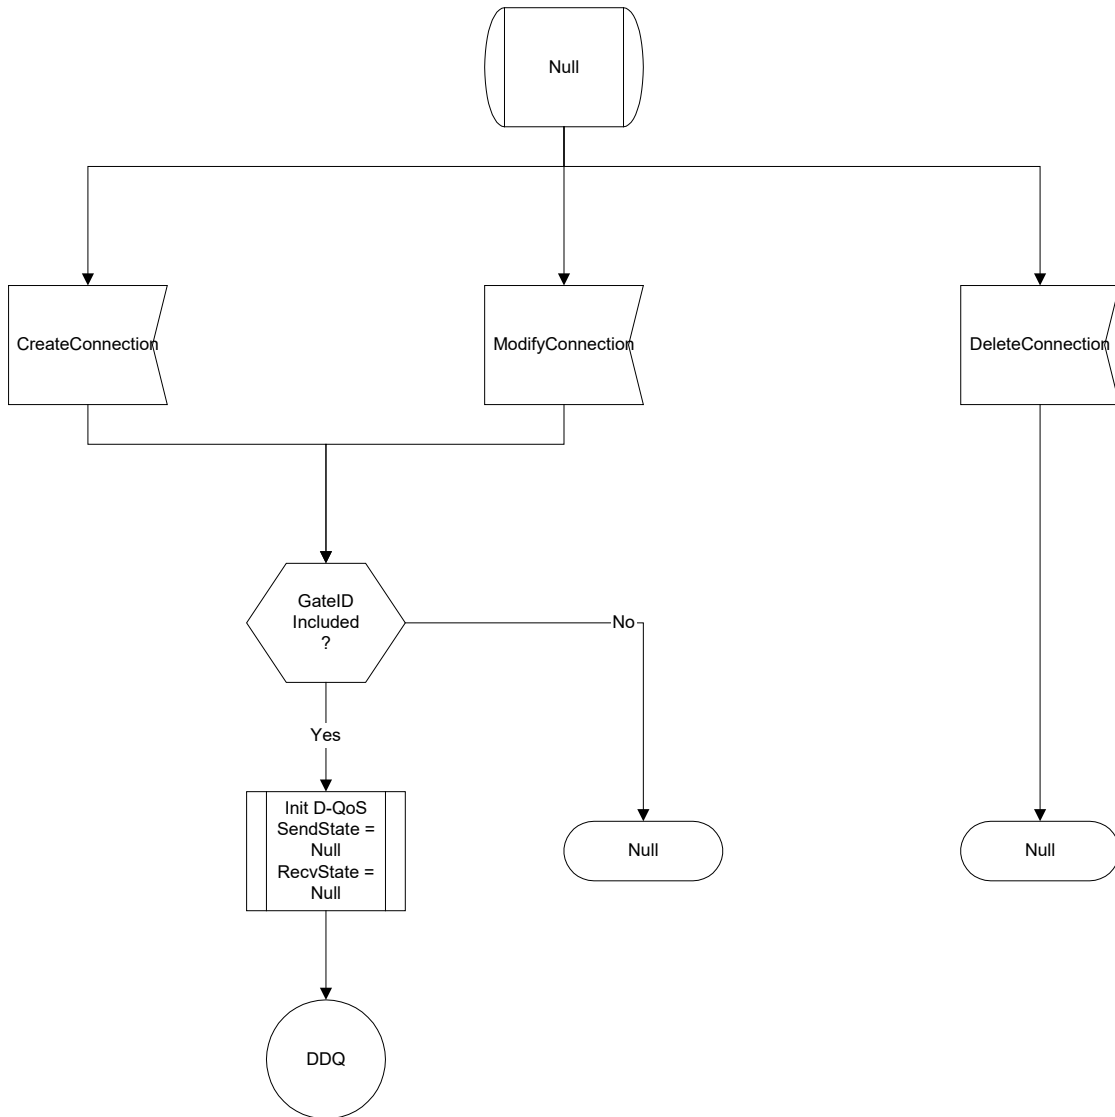 Null
CreateConnection
ModifyConnection
DeleteConnection
GateID
Included
?
No
Yes
Init D-QoS
SendState =
Null
RecvState =
Null
Null
Null
DDQ